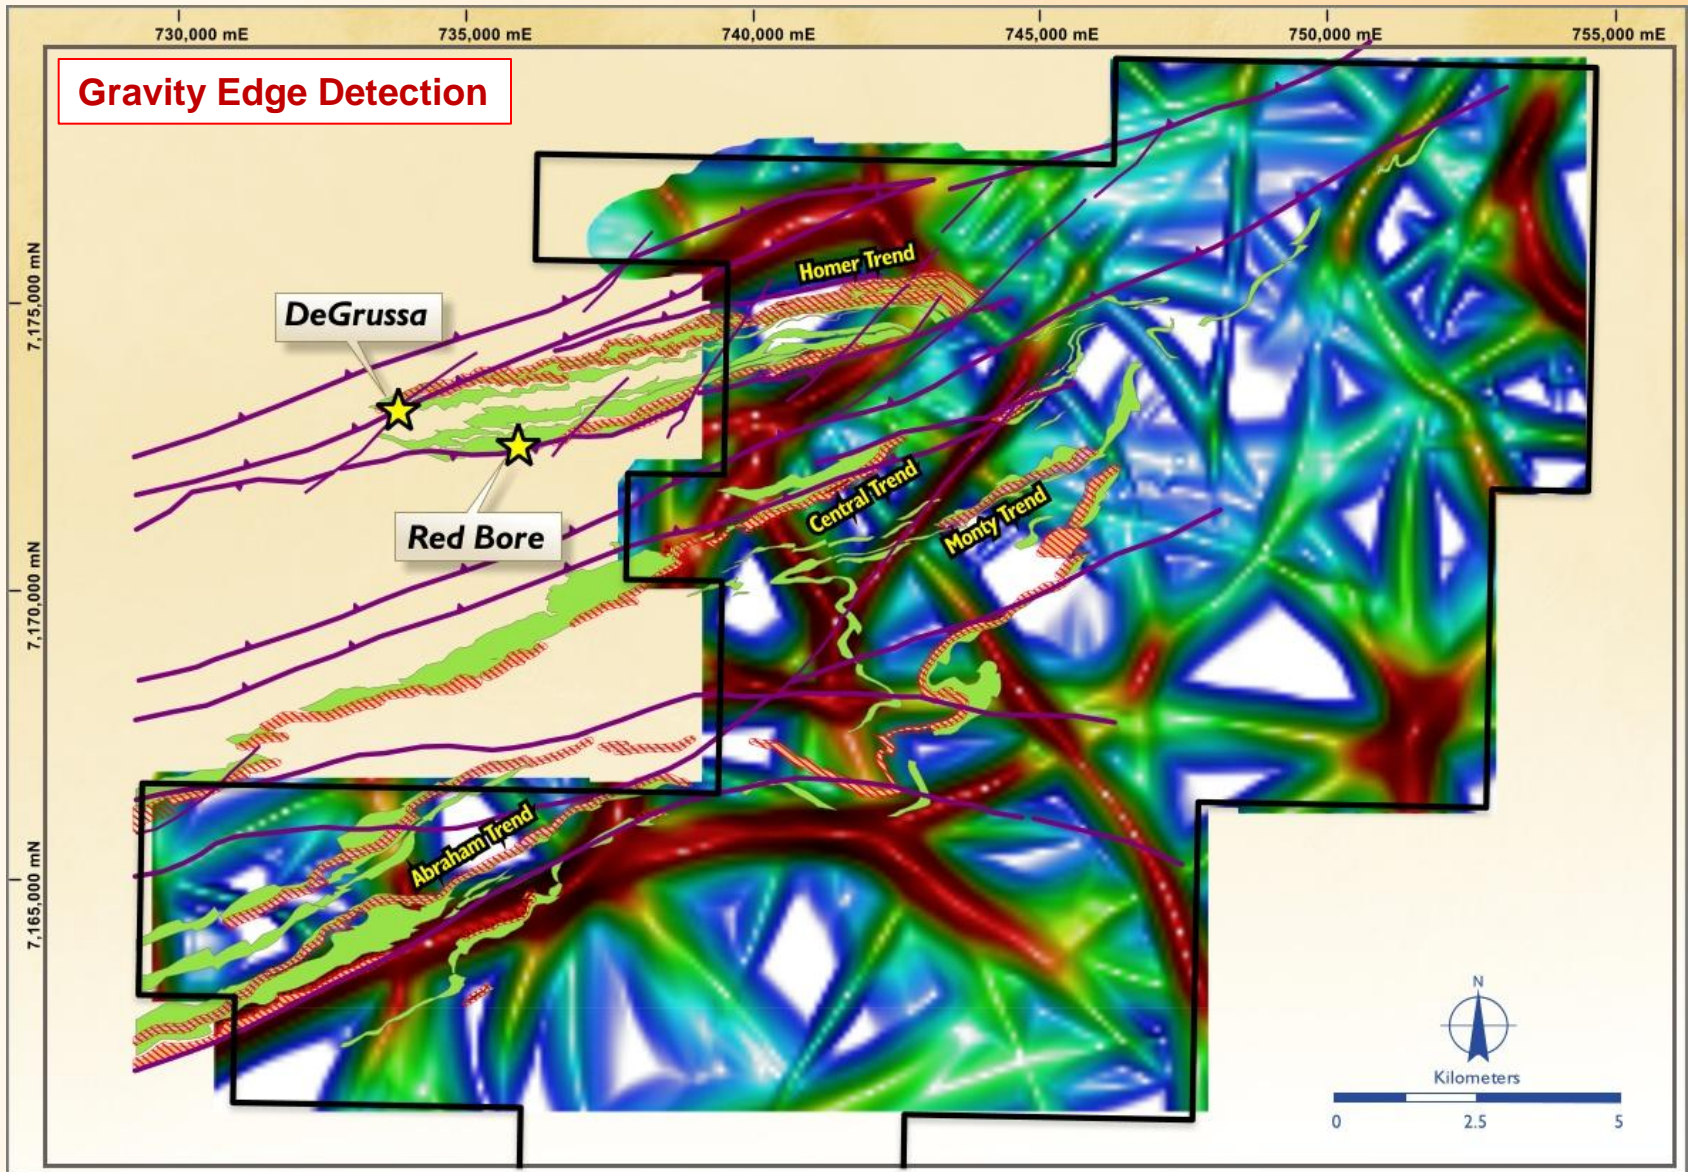 730,000 mE
735,000 mE
740,000 mE
745,000 mE
750,000 mE
755,000 mE
Gravity Edge Detection
7,175,000 mN
7,170,000 mN
7,165,000 mN
Homer Trend
DeGrussa
Red Bore
Central Trend
Monty Trend
Abraham Trend
N
Kilometers
0
2.5
5